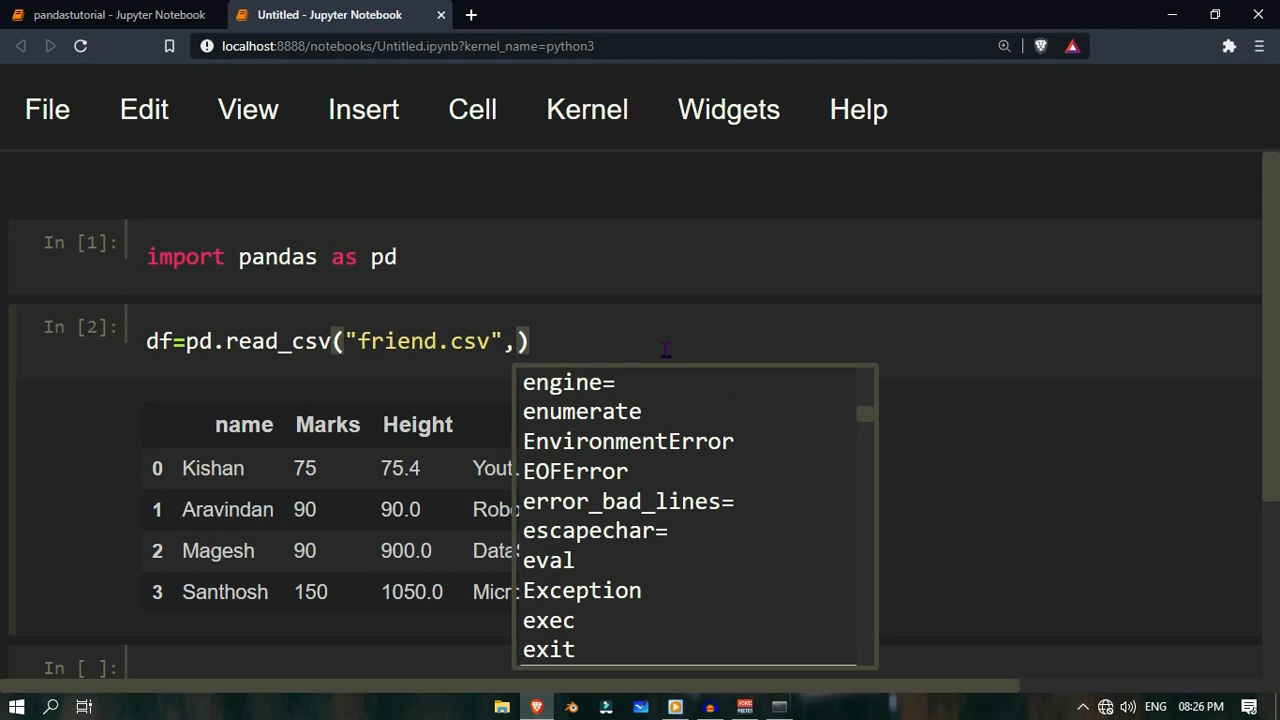 pandastutorial - Jupyter Notebook
Untitled - Jupyter Notebook
localhost:8888/notebooks/Untitled.ipynb?kernel_name=python3
File Edit View Insert Cell Kernel Widgets Help
In [1]:
import pandas as pd
In [2]:
df=pd.read_csv("friend.csv",)
engine=
enumerate
EnvironmentError
EOFError
error_bad_lines=
escapechar=
eval
Exception
exec
exit
name Marks Height
0 Kishan 75 75.4
1 Aravindan 90 90.0
2 Magesh 90 900.0
3 Santhosh 150 1050.0
In [ ]:
ENG 08:26 PM